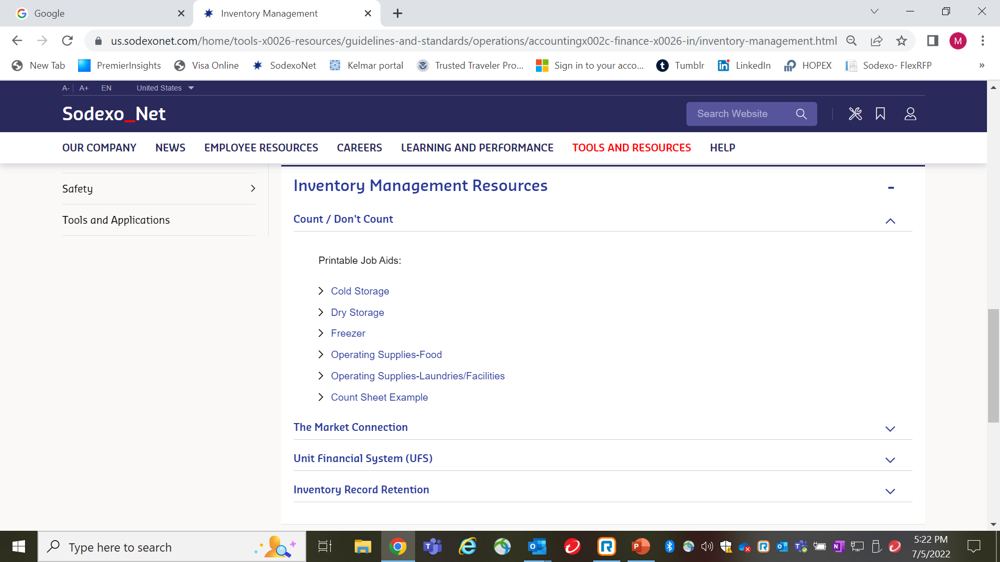 Google
Inventory Management
us.sodexonet.com/home/tools-x0026-resources/guidelines-and-standards/operations/accountingx002c-finance-x0026-in/inventory-management.html
M
New Tab
PremierInsights
Visa Online
SodexoNet
Kelmar portal
Trusted Traveler Pro...
Sign in to your acco...
Tumblr
LinkedIn
HOPEX
Sodexo- FlexRFP
»
A- A+ EN United States
Sodexo_Net
Search Website
OUR COMPANY NEWS EMPLOYEE RESOURCES CAREERS LEARNING AND PERFORMANCE TOOLS AND RESOURCES HELP
Safety
Tools and Applications
Inventory Management Resources
Count / Don't Count
Printable Job Aids:
Cold Storage
Dry Storage
Freezer
Operating Supplies-Food
Operating Supplies-Laundries/Facilities
Count Sheet Example
The Market Connection
Unit Financial System (UFS)
Inventory Record Retention
Type here to search
5:22 PM
7/5/2022